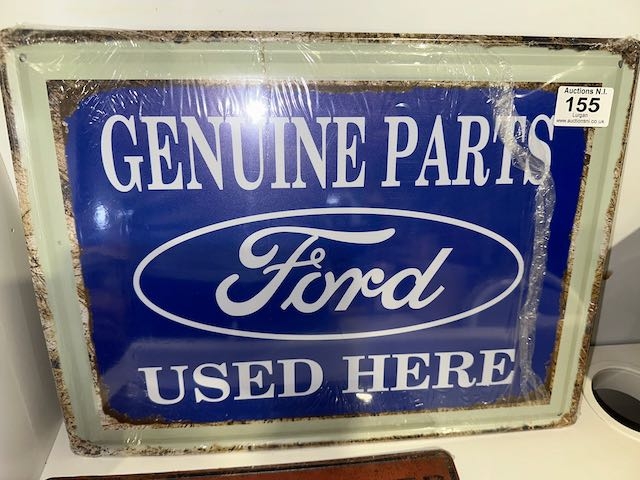 GENUINE PARTS
Ford
USED HERE
Auctions N.I.
155
Lurgan
www.auctionsni.co.uk